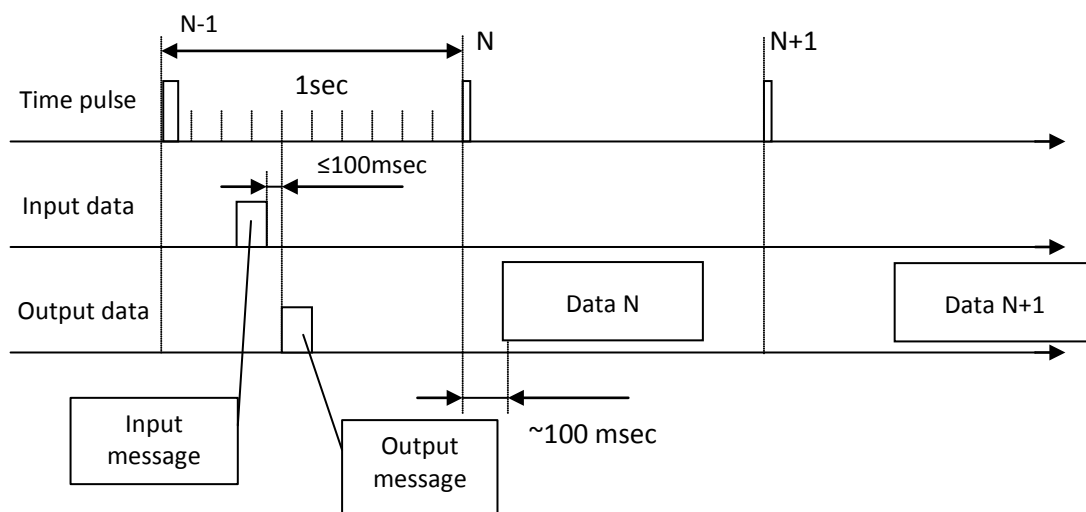 N-1
N
N+1
1sec
Time pulse
≤100msec
Input data
Data N
Data N+1
Output data
Input
message
Output
message
~100 msec